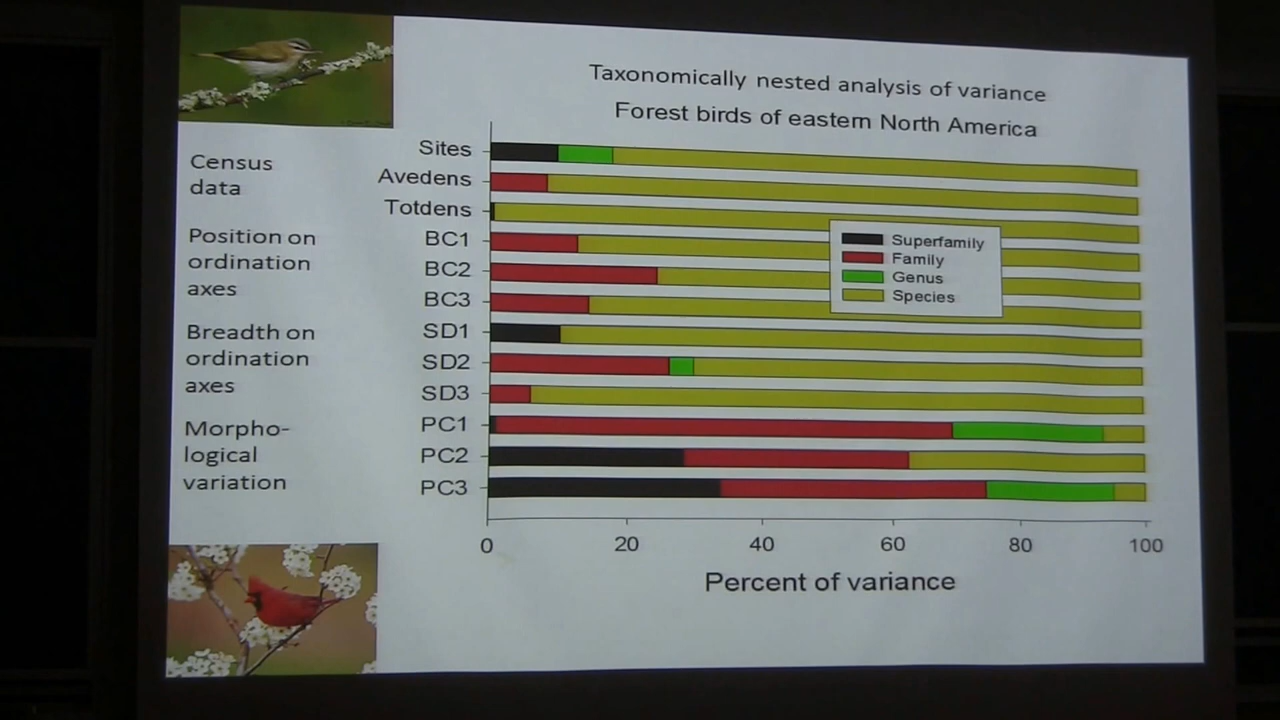 Taxonomically nested analysis of variance
Forest birds of eastern North America
Census
data
Position on
ordination
axes
Breadth on
ordination
axes
Morpho-
logical
variation
Sites
Avedens
Totdens
BC1
BC2
BC3
SD1
SD2
SD3
PC1
PC2
PC3
Superfamily
Family
Genus
Species
0 20 40 60 80 100
Percent of variance